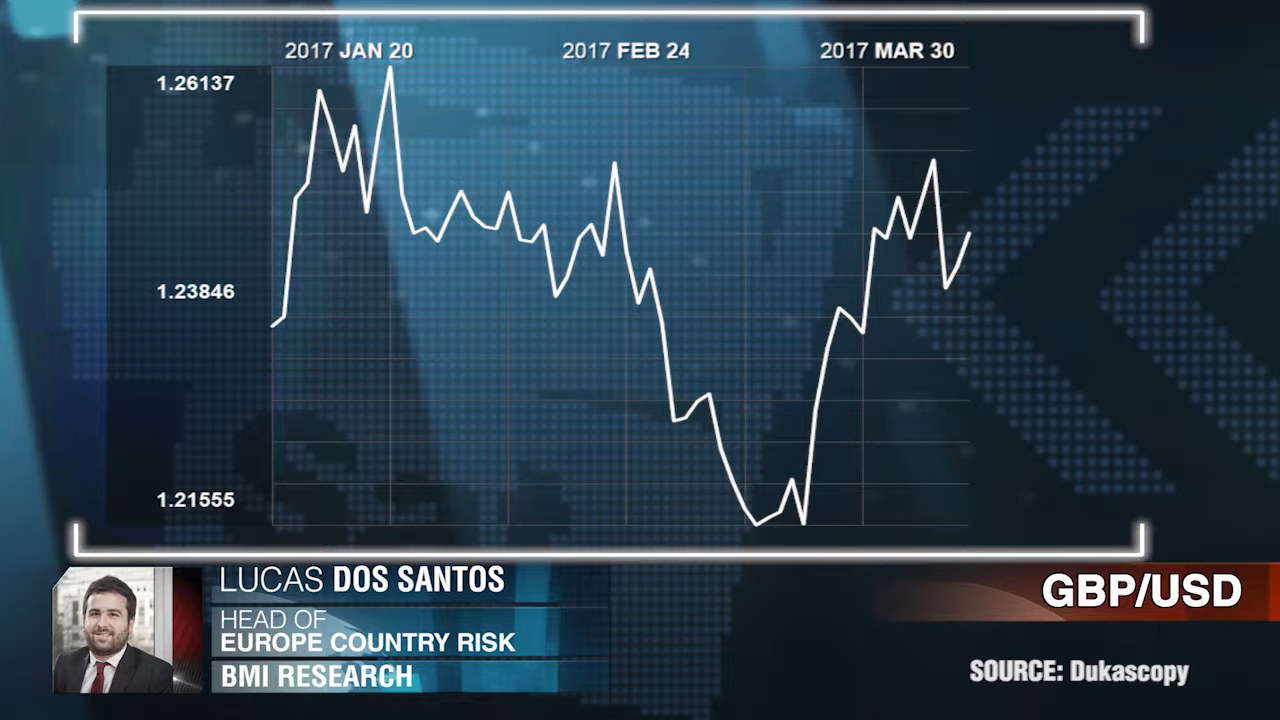 2017 JAN 20
2017 FEB 24
2017 MAR 30
1.26137
1.23846
1.21555
LUCAS DOS SANTOS
HEAD OF
EUROPE COUNTRY RISK
BMI RESEARCH
GBP/USD
SOURCE: Dukascopy